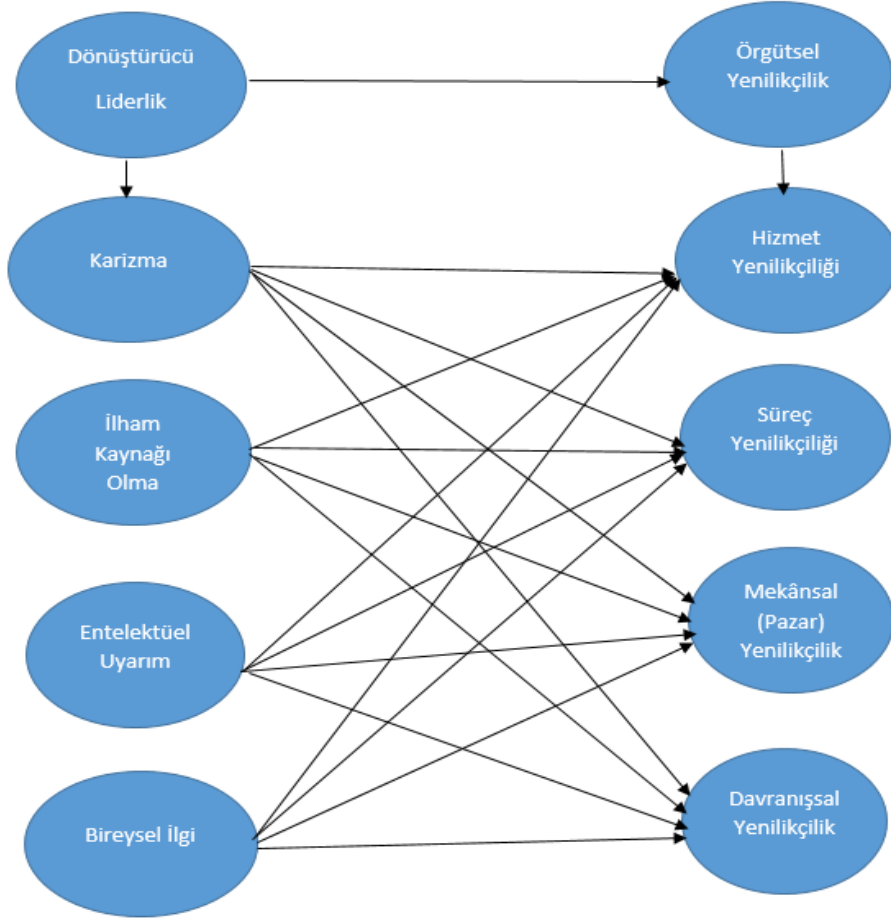 Dönüştürücü
Liderlik
Örgütsel
Yenilikçilik
Karizma
Hizmet
Yenilikçiliği
İlham
Kaynağı
Olma
Süreç
Yenilikçiliği
Entelektüel
Uyarım
Mekânsal
(Pazar)
Yenilikçilik
Bireysel İlgi
Davranışsal
Yenilikçilik